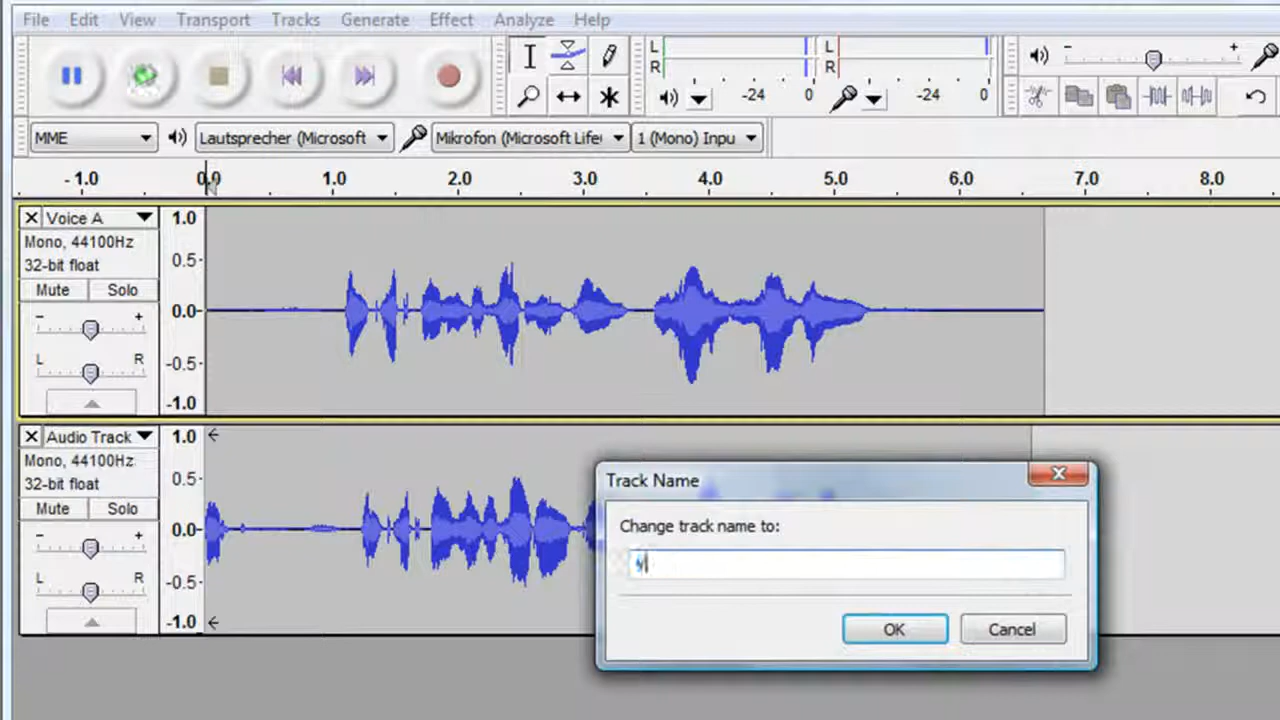 File Edit View Transport Tracks Generate Effect Analyze Help
L R L R
-24 0 -24 0
- +
MME Lautsprecher (Microsoft Mikrofon (Microsoft Life 1 (Mono) Inpu
- 1.0 0.0 1.0 2.0 3.0 4.0 5.0 6.0 7.0 8.0
Voice A
Mono, 44100Hz
32-bit float
Mute Solo
- +
L R
1.0
0.5
0.0
-0.5
-1.0
Audio Track
Mono, 44100Hz
32-bit float
Mute Solo
- +
L R
1.0
0.5
0.0
-0.5
-1.0
Track Name
Change track name to:
OK Cancel